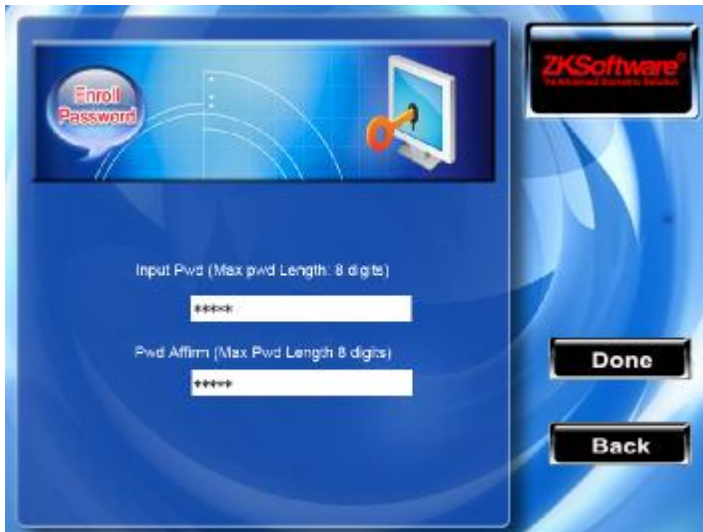 Enroll
Password
ZKSoftware®
Input Pwd (Max pwd Length: 8 digits)
*****
Pwd Affirm (Max Pwd Length 8 digits)
*****
Done
Back